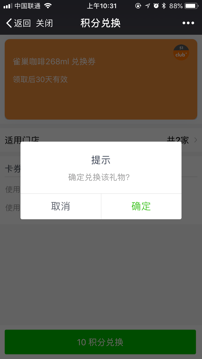 中国联通
上午10:31
88%
返回 关闭 积分兑换
雀巢咖啡268ml 兑换券
领取后30天有效
适用门店 共2家
提示
确定兑换该礼物?
取消 确定
卡券
使用
使用
10 积分兑换